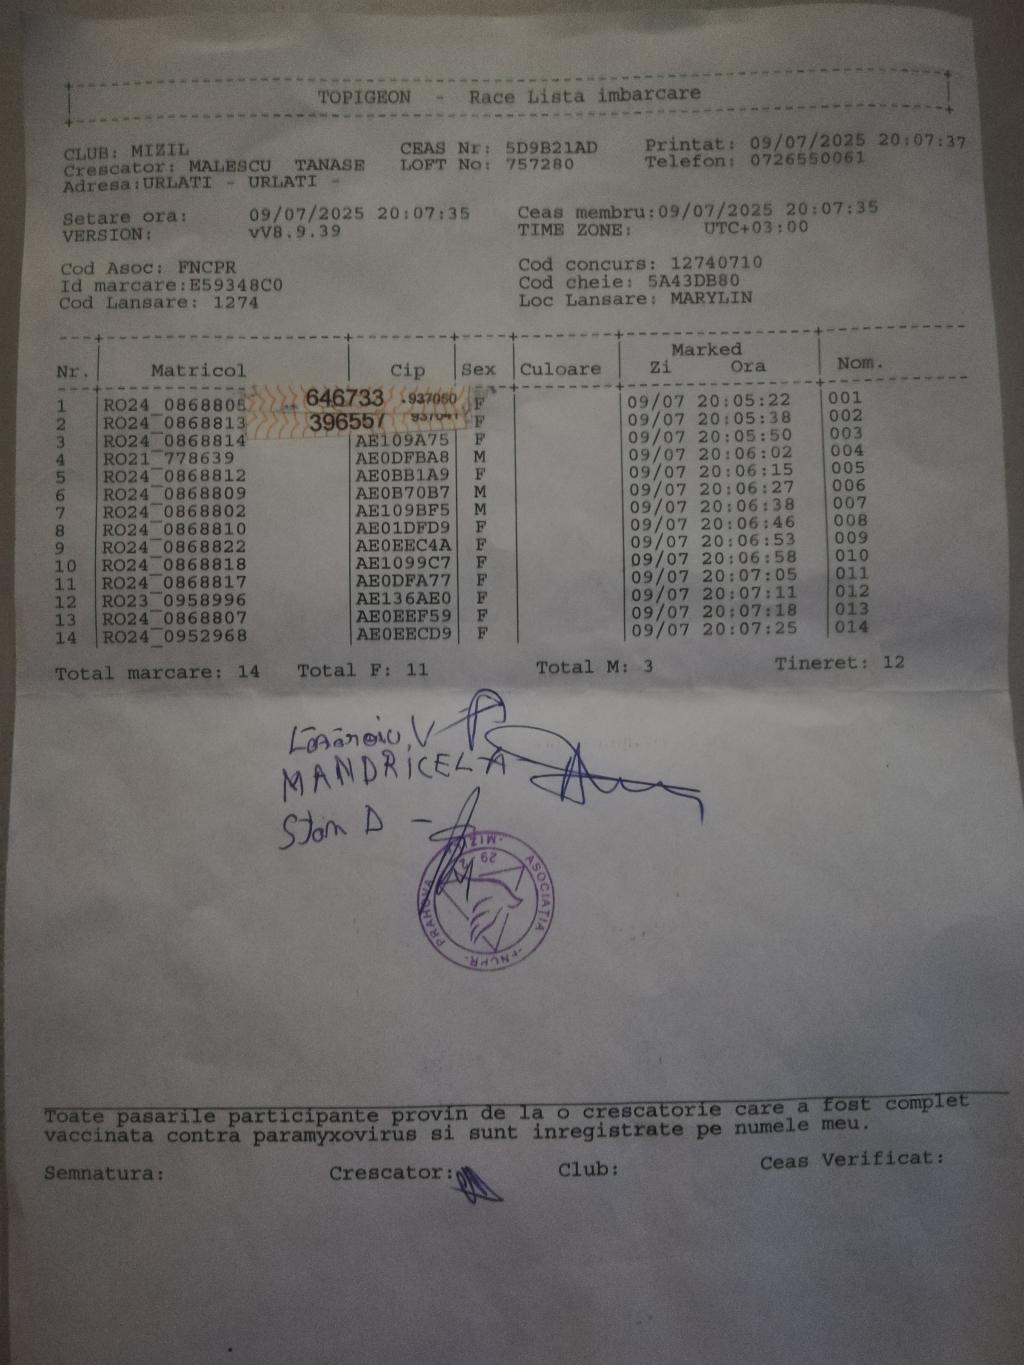 TOPIGEON - Race Lista imbarcare
CLUB: MIZIL CEAS Nr: 5D9B21AD Printat: 09/07/2025 20:07:37
Crescator: MALESCU TANASE LOFT No: 757280 Telefon: 0726550061
Adresa:URLATI - URLATI -
Setare ora: 09/07/2025 20:07:35 Ceas membru:09/07/2025 20:07:35
VERSION: vV8.9.39 TIME ZONE: UTC+03:00
Cod Asoc: FNCPR Cod concurs: 12740710
Id marcare:E59348C0 Cod cheie: 5A43DB80
Cod Lansare: 1274 Loc Lansare: MARYLIN
Marked
Nr. Matricol Cip Sex Culoare Zi Ora Nom.
1 RO24_0868805 646733 937050 F 09/07 20:05:22 001
2 RO24_0868813 396557 937041 F 09/07 20:05:38 002
3 RO24_0868814 AE109A75 F 09/07 20:05:50 003
4 RO21_778639 AE0DFBA8 M 09/07 20:06:02 004
5 RO24_0868812 AE0BB1A9 F 09/07 20:06:15 005
6 RO24_0868809 AE0B70B7 M 09/07 20:06:27 006
7 RO24_0868802 AE109BF5 M 09/07 20:06:38 007
8 RO24_0868810 AE01DFD9 F 09/07 20:06:46 008
9 RO24_0868822 AE0EEC4A F 09/07 20:06:53 009
10 RO24_0868818 AE1099C7 F 09/07 20:06:58 010
11 RO24_0868817 AE0DFA77 F 09/07 20:07:05 011
12 RO23_0958996 AE136AE0 F 09/07 20:07:11 012
13 RO24_0868807 AE0EEF59 F 09/07 20:07:18 013
14 RO24_0952968 AE0EECD9 F 09/07 20:07:25 014
Total marcare: 14 Total F: 11 Total M: 3 Tineret: 12
V
MANDRICEL A
Stan D -
ASOCIATIA FNCPR PRAHOVA MIZIL 29
Toate pasarile participante provin de la o crescatorie care a fost complet
vaccinata contra paramyxovirus si sunt inregistrate pe numele meu.
Semnatura: Crescator: Club: Ceas Verificat: